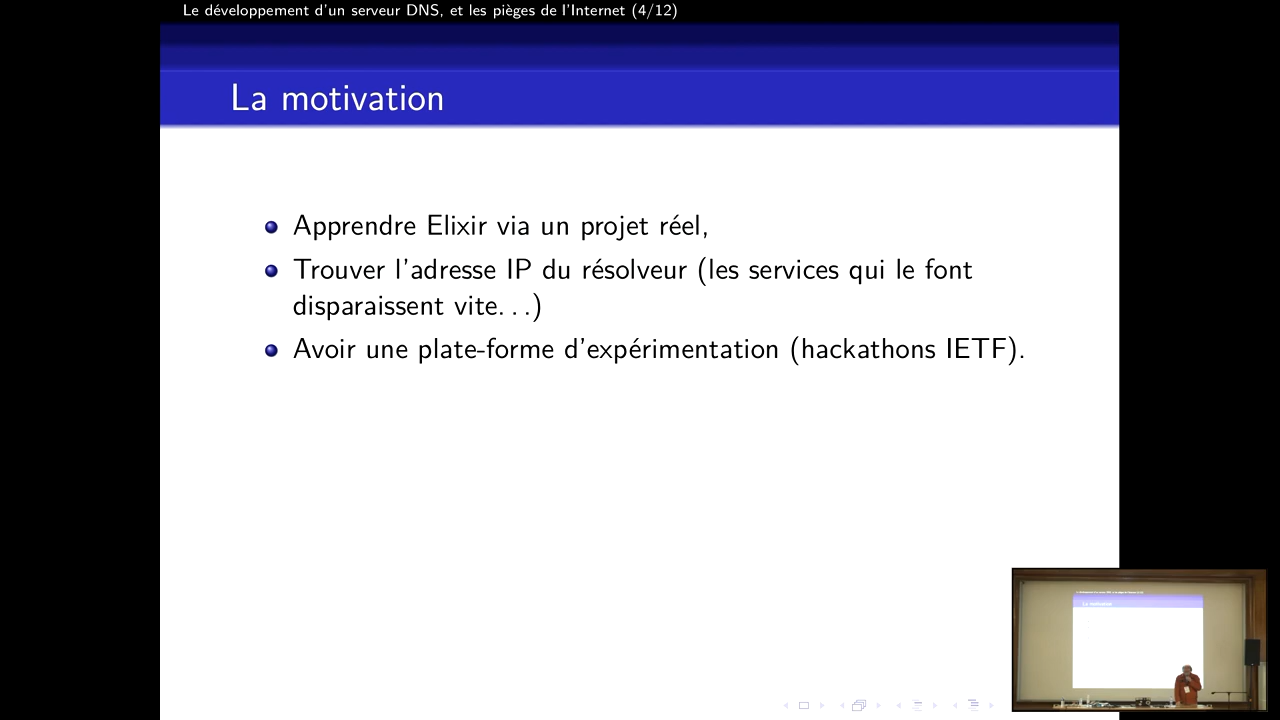 Le développement d'un serveur DNS, et les pièges de l'Internet (4/12)
La motivation
Apprendre Elixir via un projet réel,
Trouver l'adresse IP du résolveur (les services qui le font
disparaissent vite...)
Avoir une plate-forme d'expérimentation (hackathons IETF).
La motivation